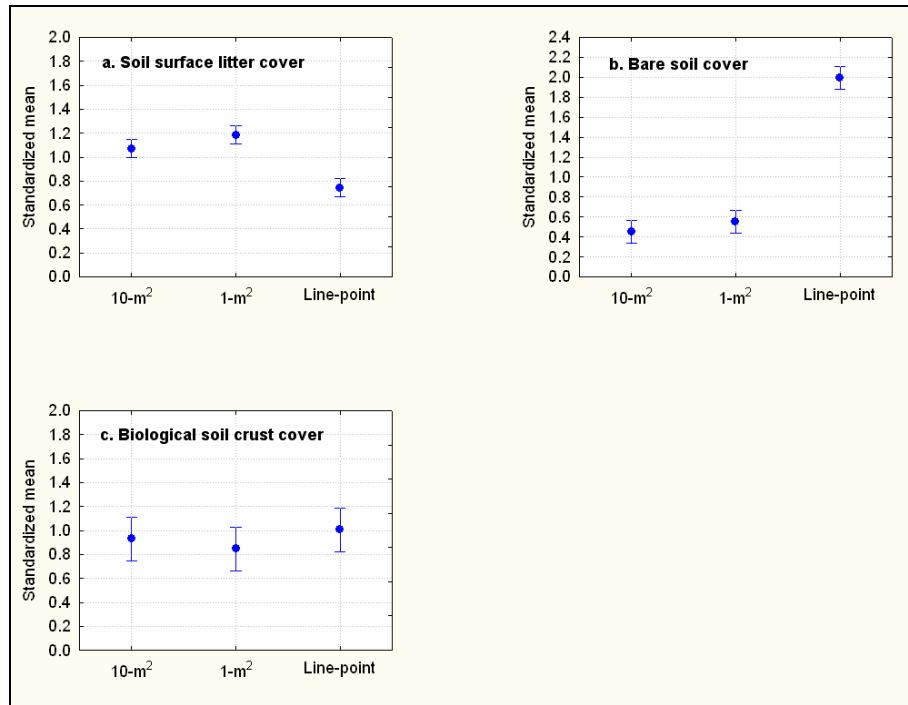 a. Soil surface litter cover
Standardized mean
2.0
1.8
1.6
1.4
1.2
1.0
0.8
0.6
0.4
0.2
0.0
10-m²
1-m²
Line-point
b. Bare soil cover
Standardized mean
2.4
2.2
2.0
1.8
1.6
1.4
1.2
1.0
0.8
0.6
0.4
0.2
0.0
10-m²
1-m²
Line-point
c. Biological soil crust cover
Standardized mean
2.0
1.8
1.6
1.4
1.2
1.0
0.8
0.6
0.4
0.2
0.0
10-m²
1-m²
Line-point